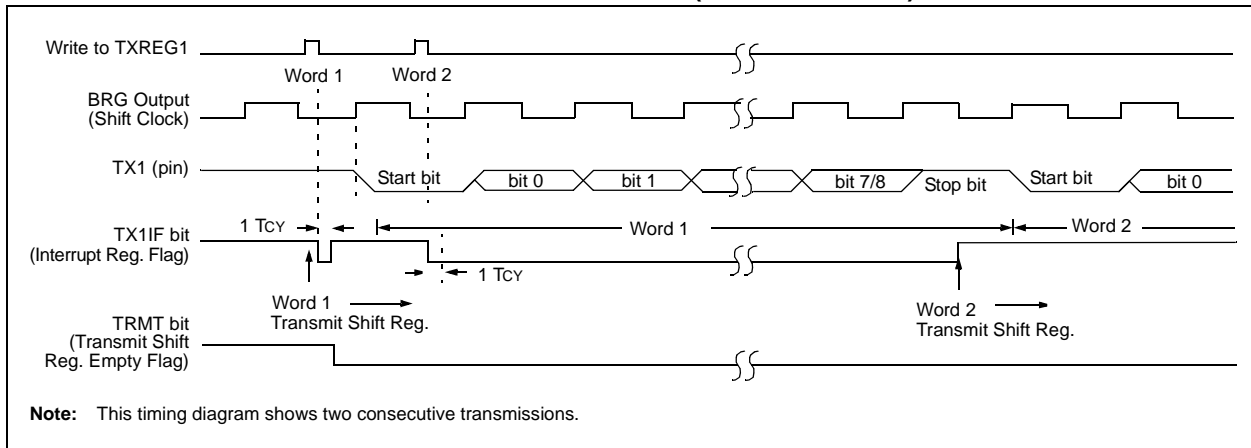 Write to TXREG1
Word 1
Word 2
BRG Output
(Shift Clock)
TX1 (pin)
Start bit
bit 0
bit 1
bit 7/8
Stop bit
Start bit
bit 0
1 TCY
Word 1
Word 2
TX1IF bit
(Interrupt Reg. Flag)
1 TCY
Word 1
Transmit Shift Reg.
Word 2
Transmit Shift Reg.
TRMT bit
(Transmit Shift
Reg. Empty Flag)
Note: This timing diagram shows two consecutive transmissions.